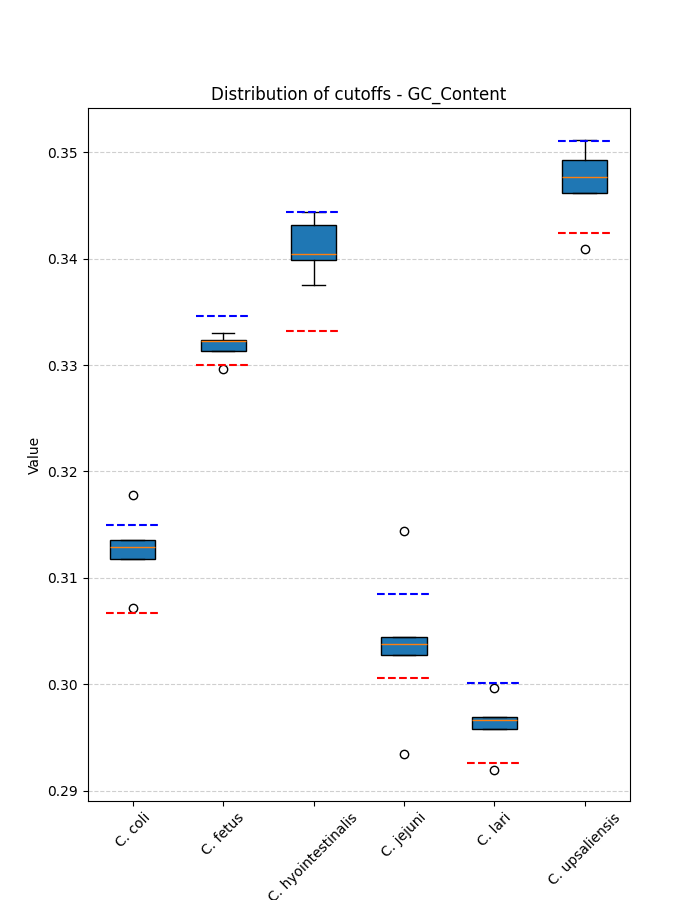 Distribution of cutoffs - GC_Content
Value
0.35
0.34
0.33
0.32
0.31
0.30
0.29
C. coli
C. fetus
C. hyointestinalis
C. jejuni
C. lari
C. upsaliensis